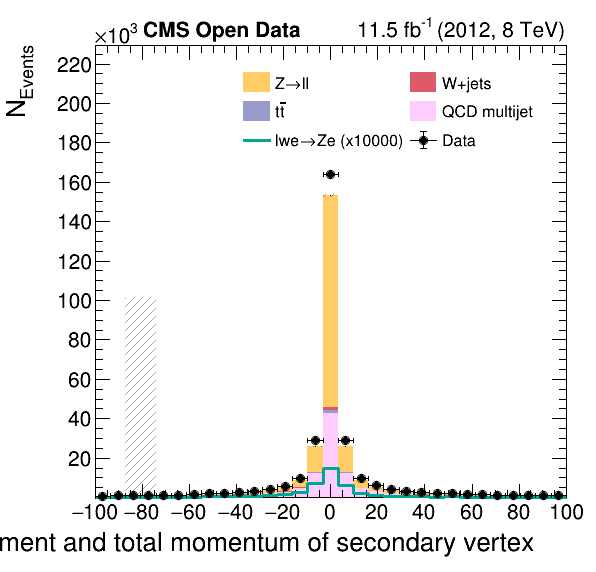 ×10³ CMS Open Data 11.5 fb⁻¹ (2012, 8 TeV)
N_Events
220
200
180
160
140
120
100
80
60
40
20
Z→ll W+jets
tt̄ QCD multijet
lwe→Ze (x10000) Data
−100 −80 −60 −40 −20 0 20 40 60 80 100
ment and total momentum of secondary vertex